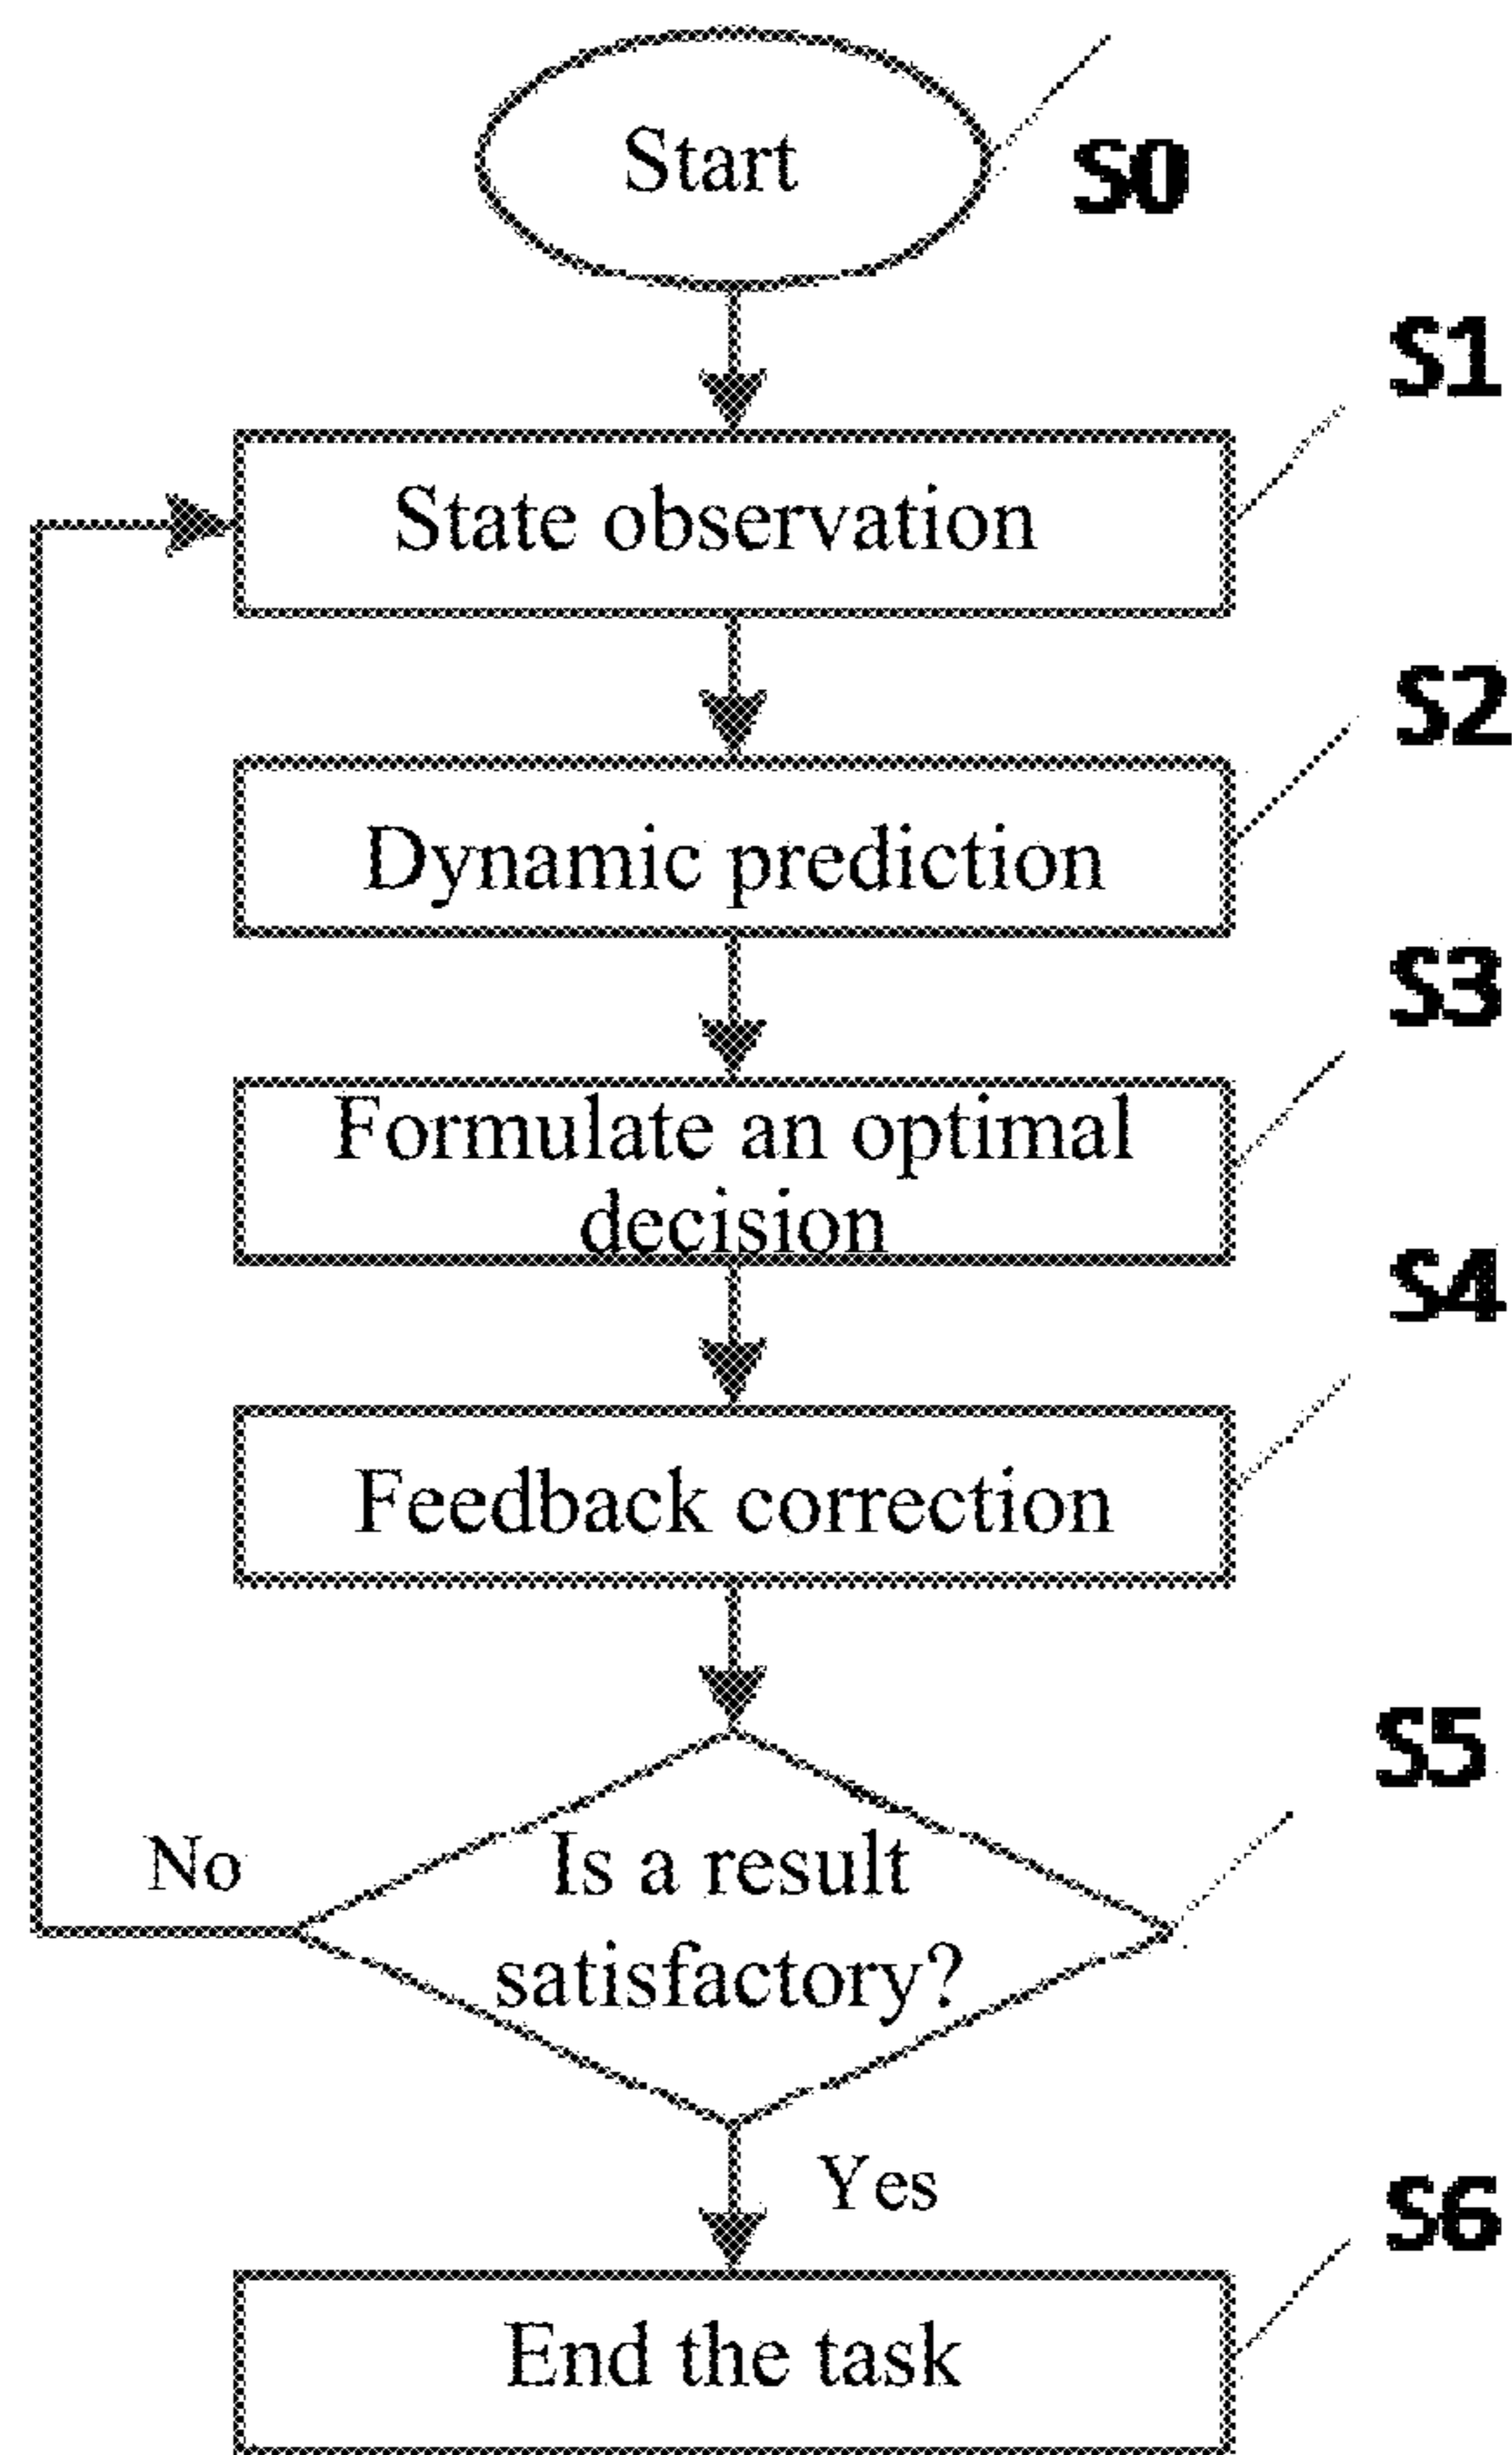 Start
S0
S1
State observation
S2
Dynamic prediction
S3
Formulate an optimal
decision
S4
Feedback correction
S5
Is a result
satisfactory?
No
Yes
S6
End the task